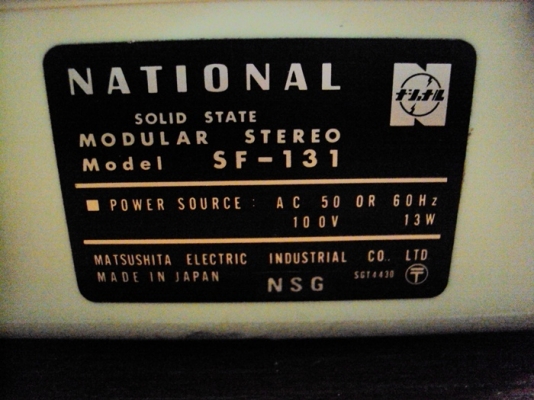 NATIONAL
ナショナル
SOLID STATE
MODULAR STEREO
Model SF-131
POWER SOURCE: AC 50 OR 60Hz
100V 13W
MATSUSHITA ELECTRIC INDUSTRIAL CO. LTD
MADE IN JAPAN NSG SGT4430 〒